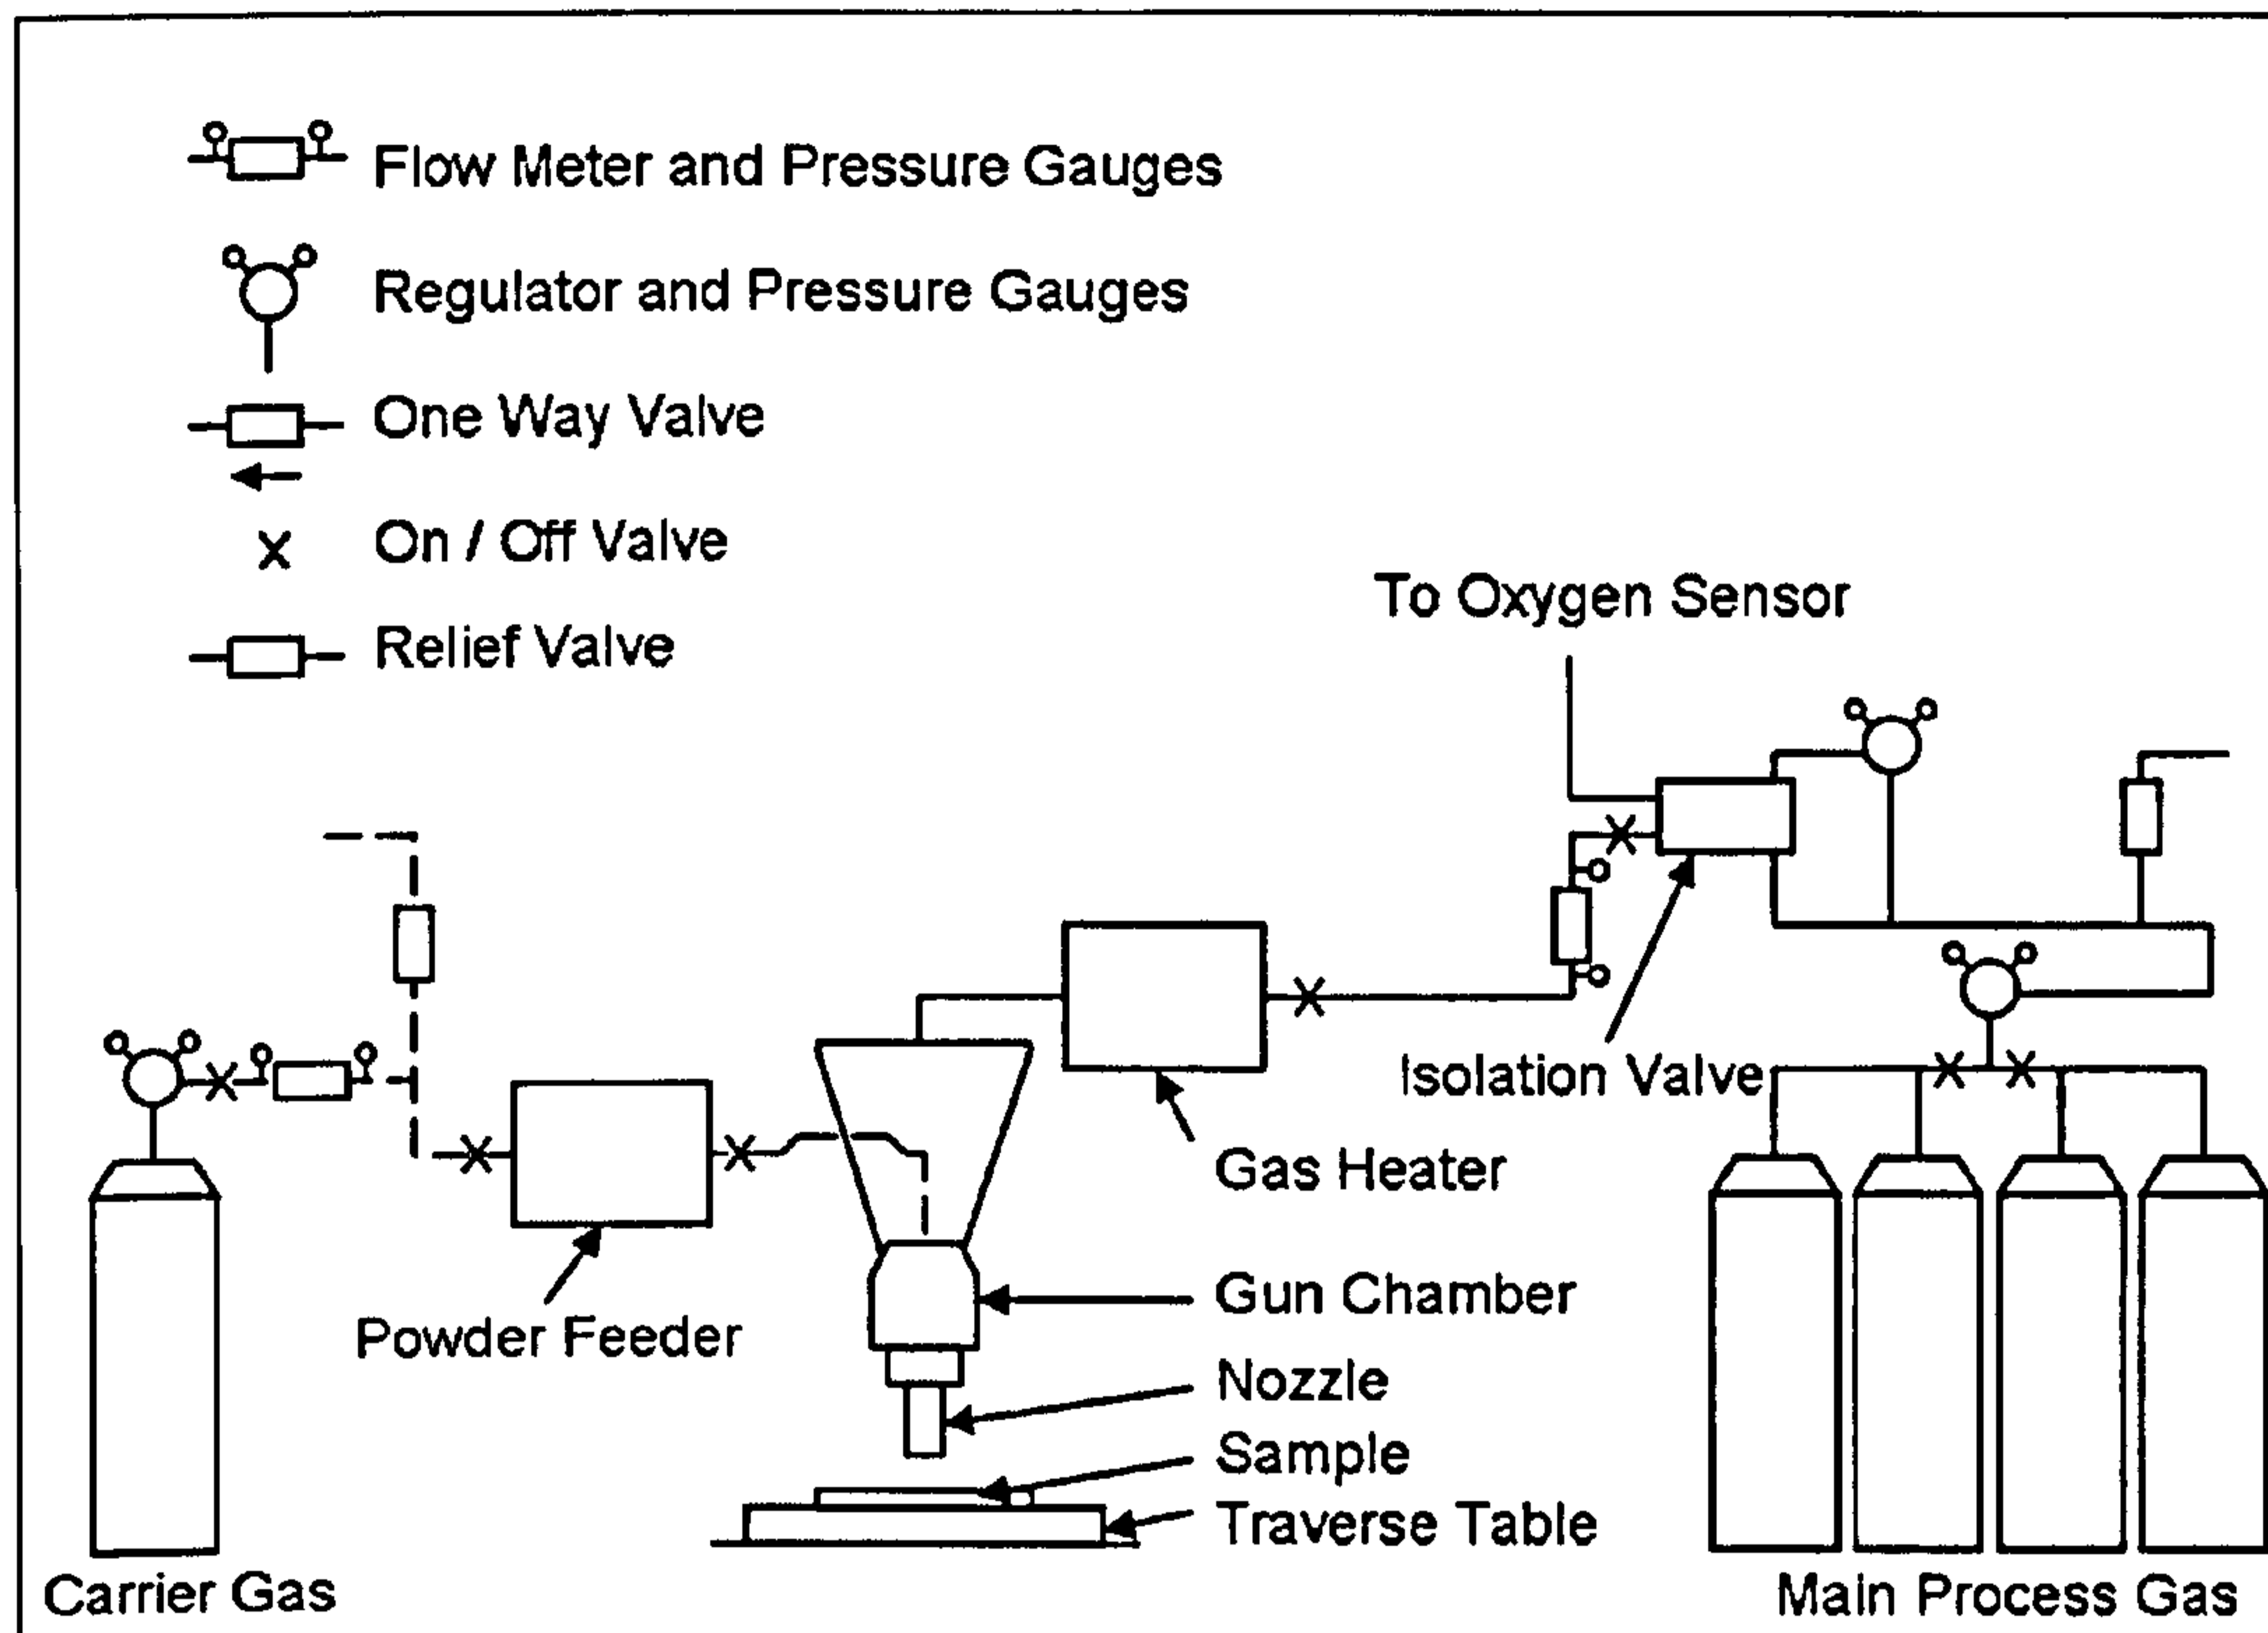 Flow Meter and Pressure Gauges
Regulator and Pressure Gauges
One Way Valve
On / Off Valve
Relief Valve
To Oxygen Sensor
Isolation Valve
Gas Heater
Gun Chamber
Powder Feeder
Nozzle
Sample
Traverse Table
Carrier Gas
Main Process Gas